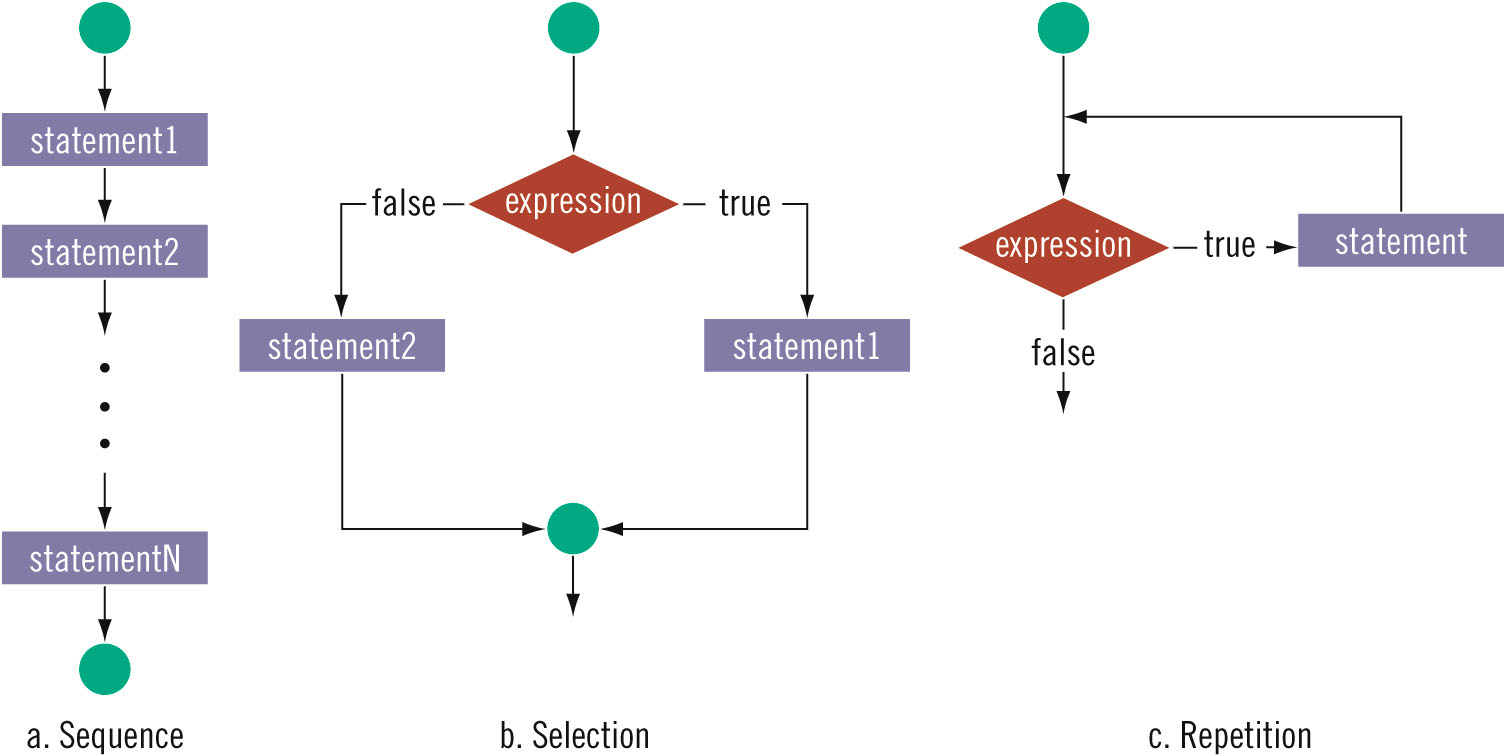 statement1
statement2
statementN
a. Sequence
expression
false
true
statement2
statement1
b. Selection
expression
true
statement
false
c. Repetition